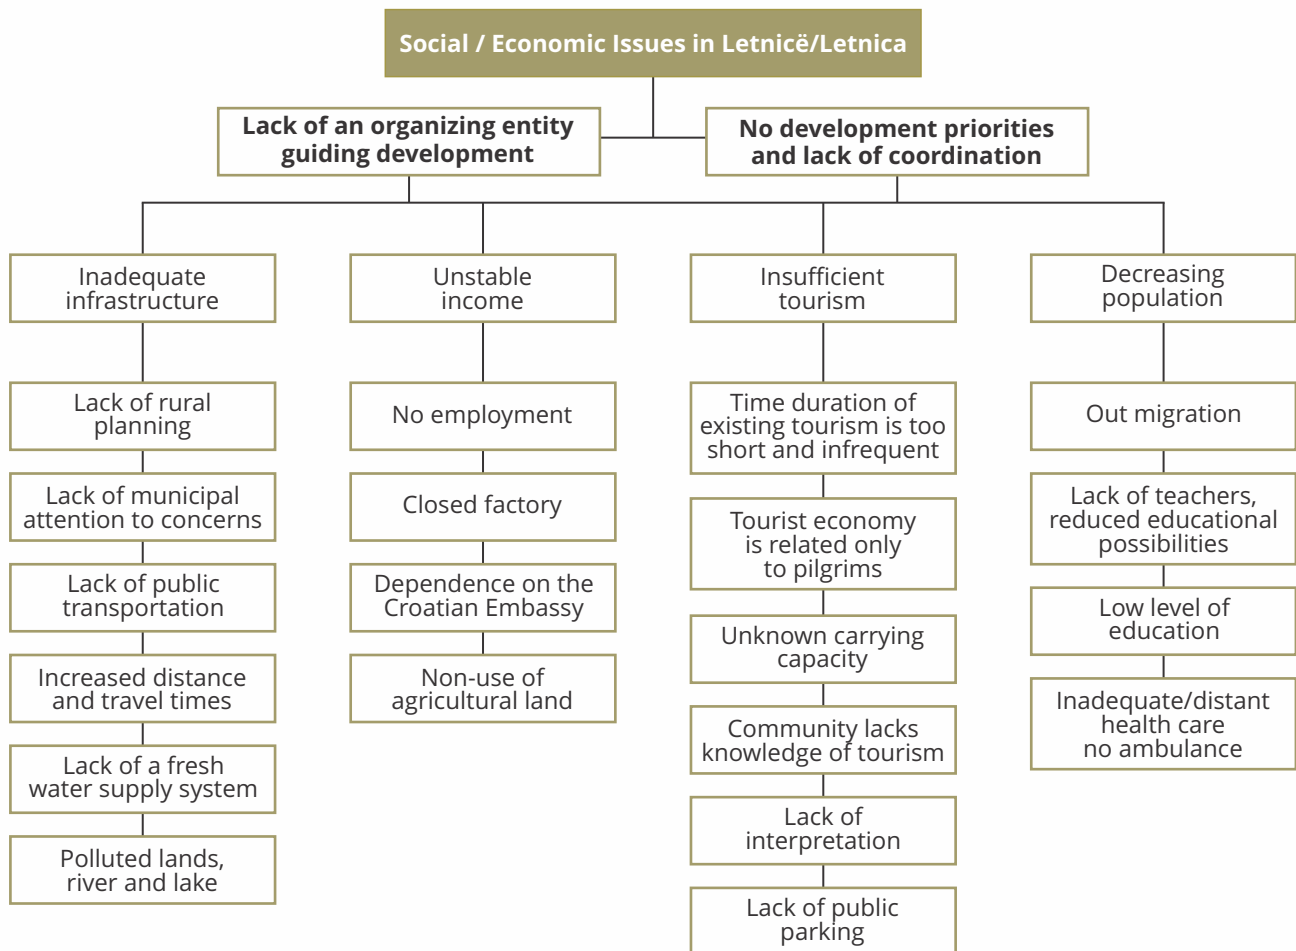 Social / Economic Issues in Letnicë/Letnica
Lack of an organizing entity
guiding development
No development priorities
and lack of coordination
Inadequate
infrastructure
Lack of rural
planning
Lack of municipal
attention to concerns
Lack of public
transportation
Increased distance
and travel times
Lack of a fresh
water supply system
Polluted lands,
river and lake
Unstable
income
No employment
Closed factory
Dependence on the
Croatian Embassy
Non-use of
agricultural land
Insufficient
tourism
Time duration of
existing tourism is too
short and infrequent
Tourist economy
is related only
to pilgrims
Unknown carrying
capacity
Community lacks
knowledge of tourism
Lack of
interpretation
Lack of public
parking
Decreasing
population
Out migration
Lack of teachers,
reduced educational
possibilities
Low level of
education
Inadequate/distant
health care
no ambulance